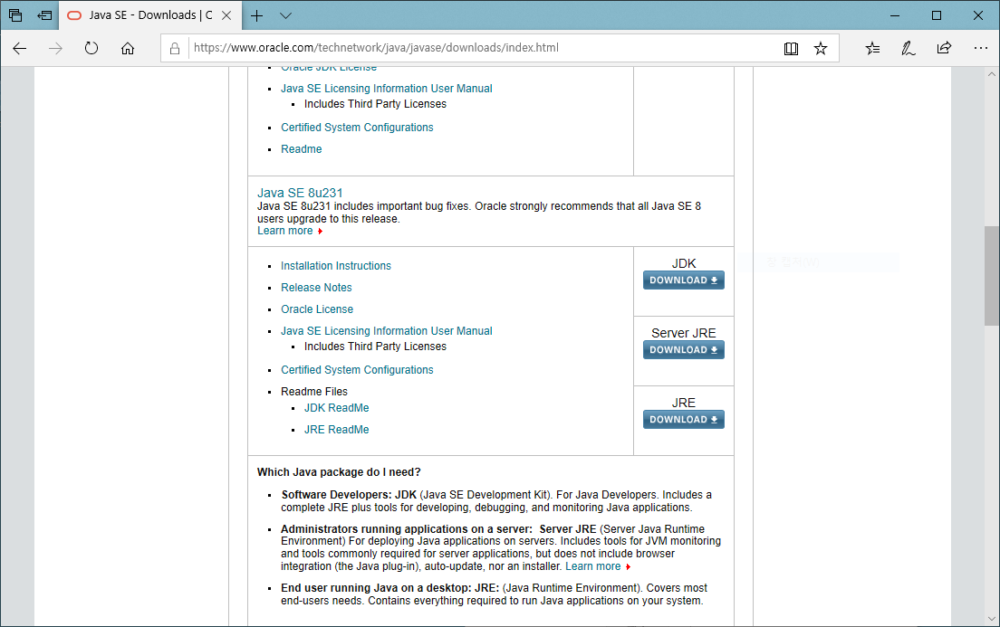 Java SE - Downloads | O
https://www.oracle.com/technetwork/java/javase/downloads/index.html
Oracle JDK License
Java SE Licensing Information User Manual
Includes Third Party Licenses
Certified System Configurations
Readme
Java SE 8u231
Java SE 8u231 includes important bug fixes. Oracle strongly recommends that all Java SE 8
users upgrade to this release.
Learn more
Installation Instructions
Release Notes
Oracle License
Java SE Licensing Information User Manual
Includes Third Party Licenses
Certified System Configurations
Readme Files
JDK ReadMe
JRE ReadMe
JDK
DOWNLOAD
Server JRE
DOWNLOAD
JRE
DOWNLOAD
Which Java package do I need?
Software Developers: JDK (Java SE Development Kit). For Java Developers. Includes a
complete JRE plus tools for developing, debugging, and monitoring Java applications.
Administrators running applications on a server: Server JRE (Server Java Runtime
Environment) For deploying Java applications on servers. Includes tools for JVM monitoring
and tools commonly required for server applications, but does not include browser
integration (the Java plug-in), auto-update, nor an installer. Learn more
End user running Java on a desktop: JRE: (Java Runtime Environment). Covers most
end-users needs. Contains everything required to run Java applications on your system.